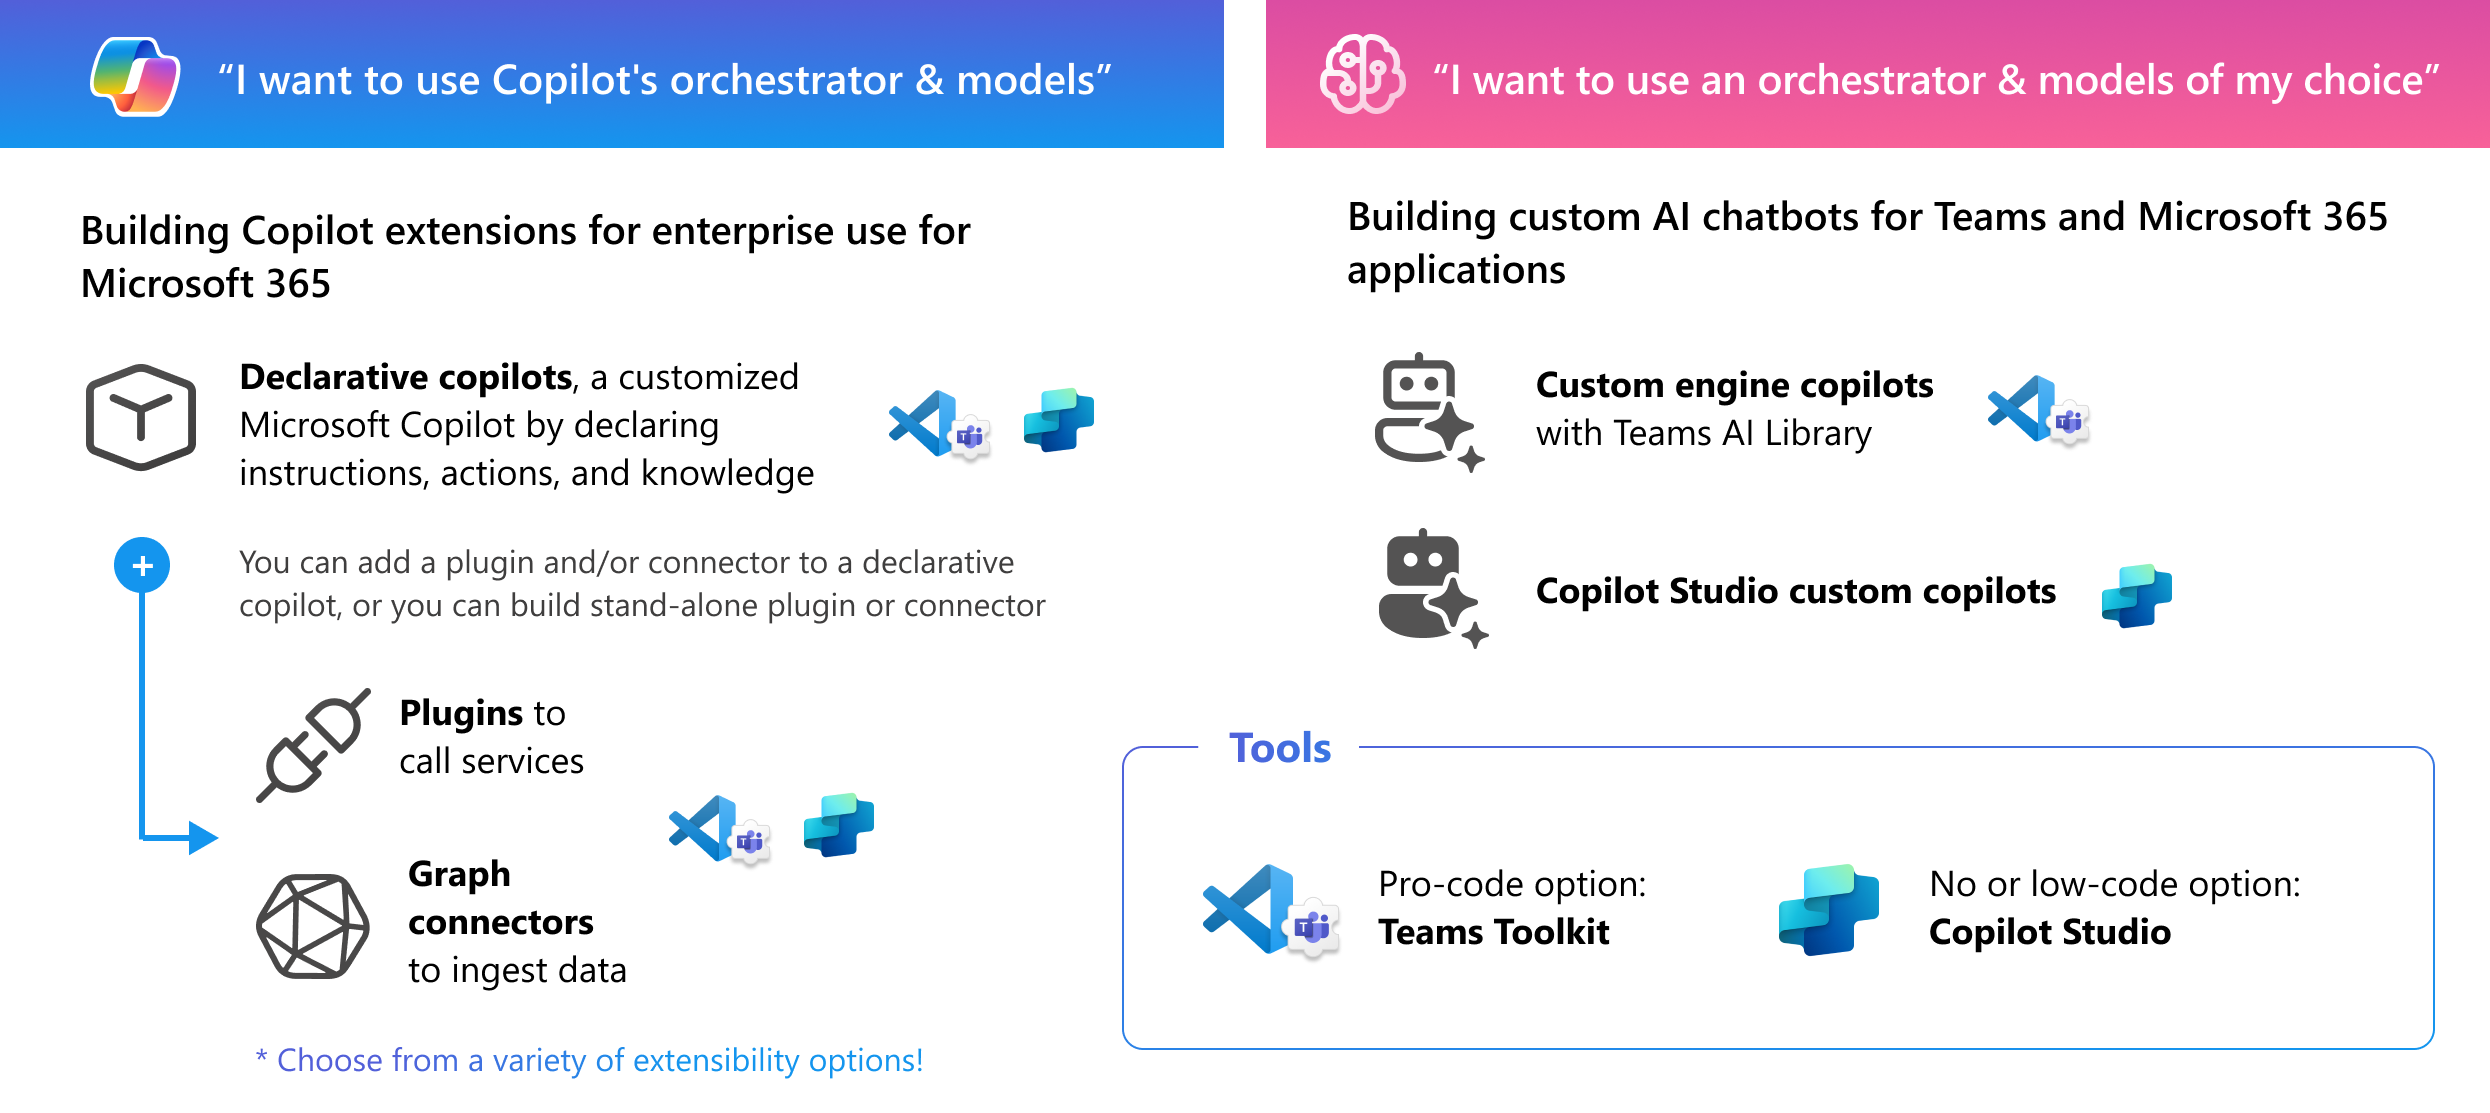 “I want to use Copilot's orchestrator & models”
Building Copilot extensions for enterprise use for
Microsoft 365
Declarative copilots, a customized
Microsoft Copilot by declaring
instructions, actions, and knowledge
+
You can add a plugin and/or connector to a declarative
copilot, or you can build stand-alone plugin or connector
Plugins to
call services
Graph
connectors
to ingest data
* Choose from a variety of extensibility options!
“I want to use an orchestrator & models of my choice”
Building custom AI chatbots for Teams and Microsoft 365
applications
Custom engine copilots
with Teams AI Library
Copilot Studio custom copilots
Tools
Pro-code option:
Teams Toolkit
No or low-code option:
Copilot Studio